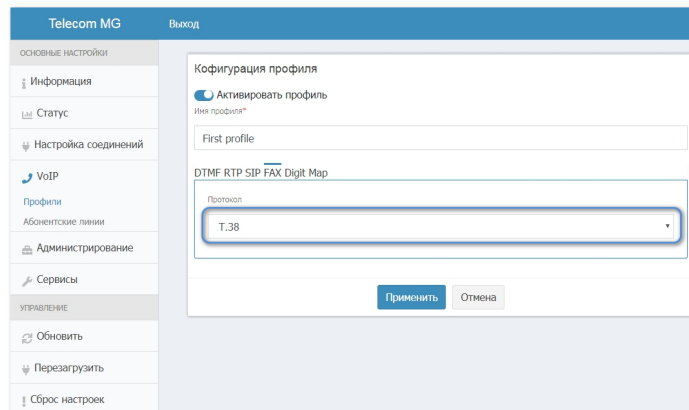 Telecom MG
Выход
ОСНОВНЫЕ НАСТРОЙКИ
Информация
Статус
Настройка соединений
VoIP
Профили
Абонентские линии
Администрирование
Сервисы
УПРАВЛЕНИЕ
Обновить
Перезагрузить
Сброс настроек
Кофигурация профиля
Активировать профиль
Имя профиля*
First profile
DTMF RTP SIP FAX Digit Map
Протокол
T.38
Применить Отмена